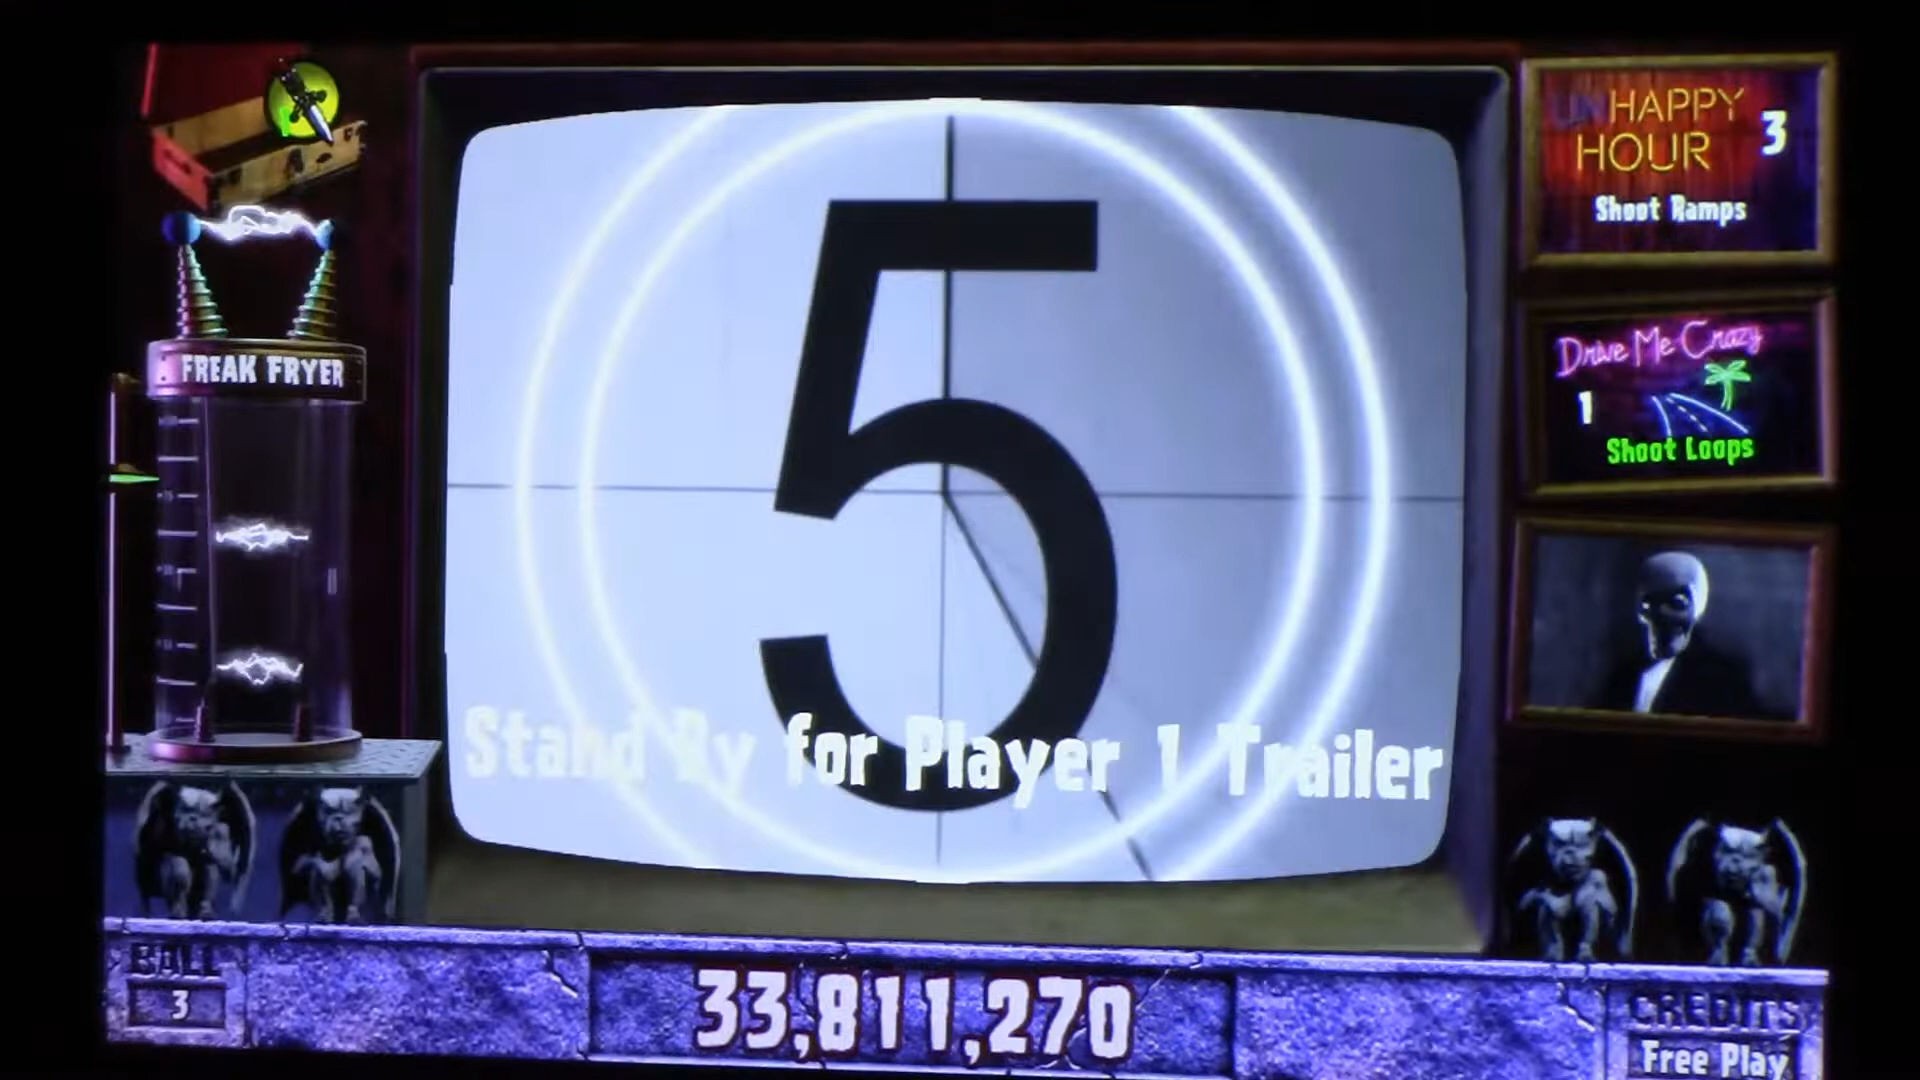 UNHAPPY
HOUR
3
Shoot Ramps
Drive Me Crazy
1
Shoot Loops
FREAK FRYER
5
Stand By for Player 1 Trailer
BALL
3
33,811,270
CREDITS
Free Play